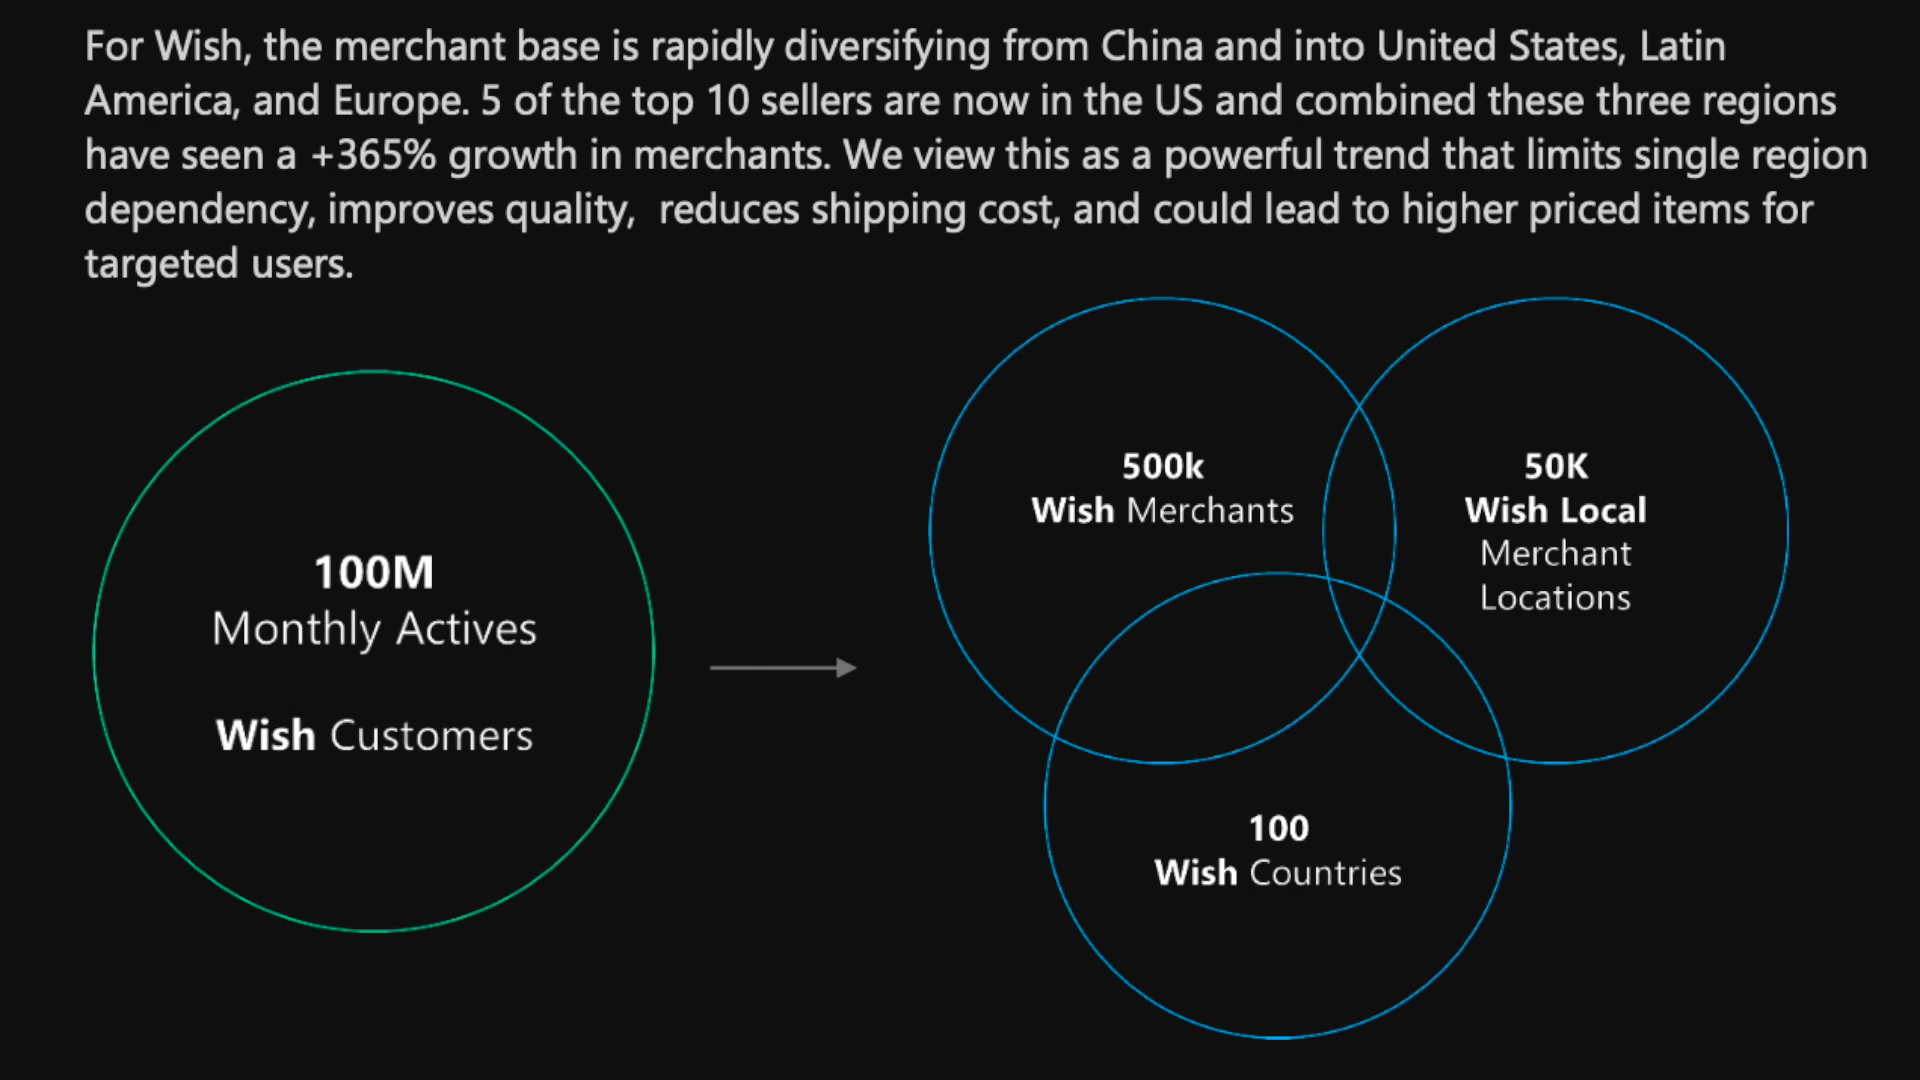 For Wish, the merchant base is rapidly diversifying from China and into United States, Latin
America, and Europe. 5 of the top 10 sellers are now in the US and combined these three regions
have seen a +365% growth in merchants. We view this as a powerful trend that limits single region
dependency, improves quality,  reduces shipping cost, and could lead to higher priced items for
targeted users.
100M
Monthly Actives
Wish Customers
500k
Wish Merchants
50K
Wish Local
Merchant
Locations
100
Wish Countries